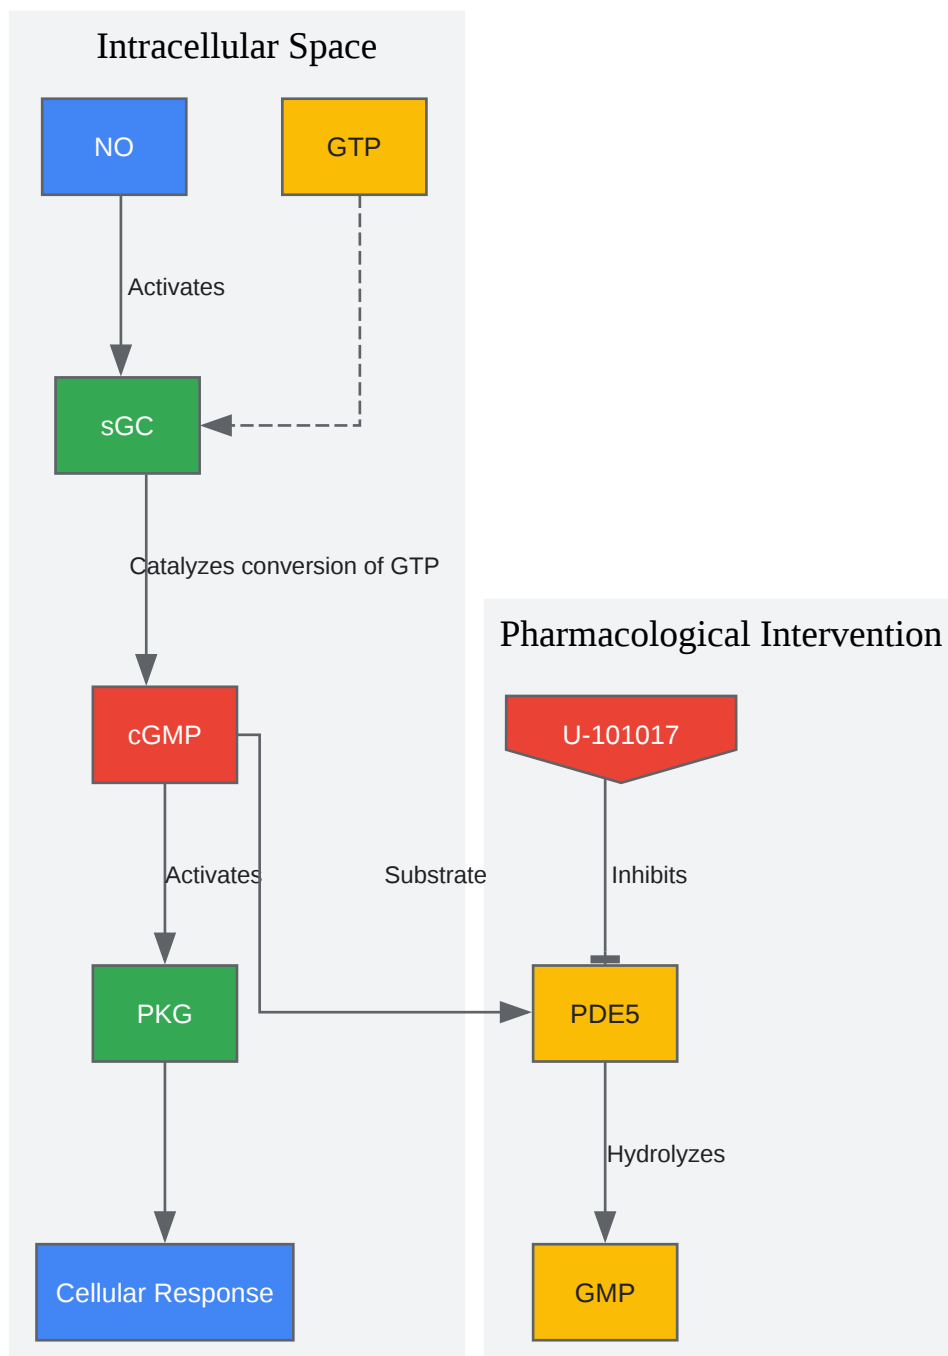 Intracellular Space
NO
GTP
Activates
sGC
Catalyzes conversion of GTP
Pharmacological Intervention
cGMP
U-101017
Activates
Substrate
Inhibits
PKG
PDE5
Hydrolyzes
Cellular Response
GMP